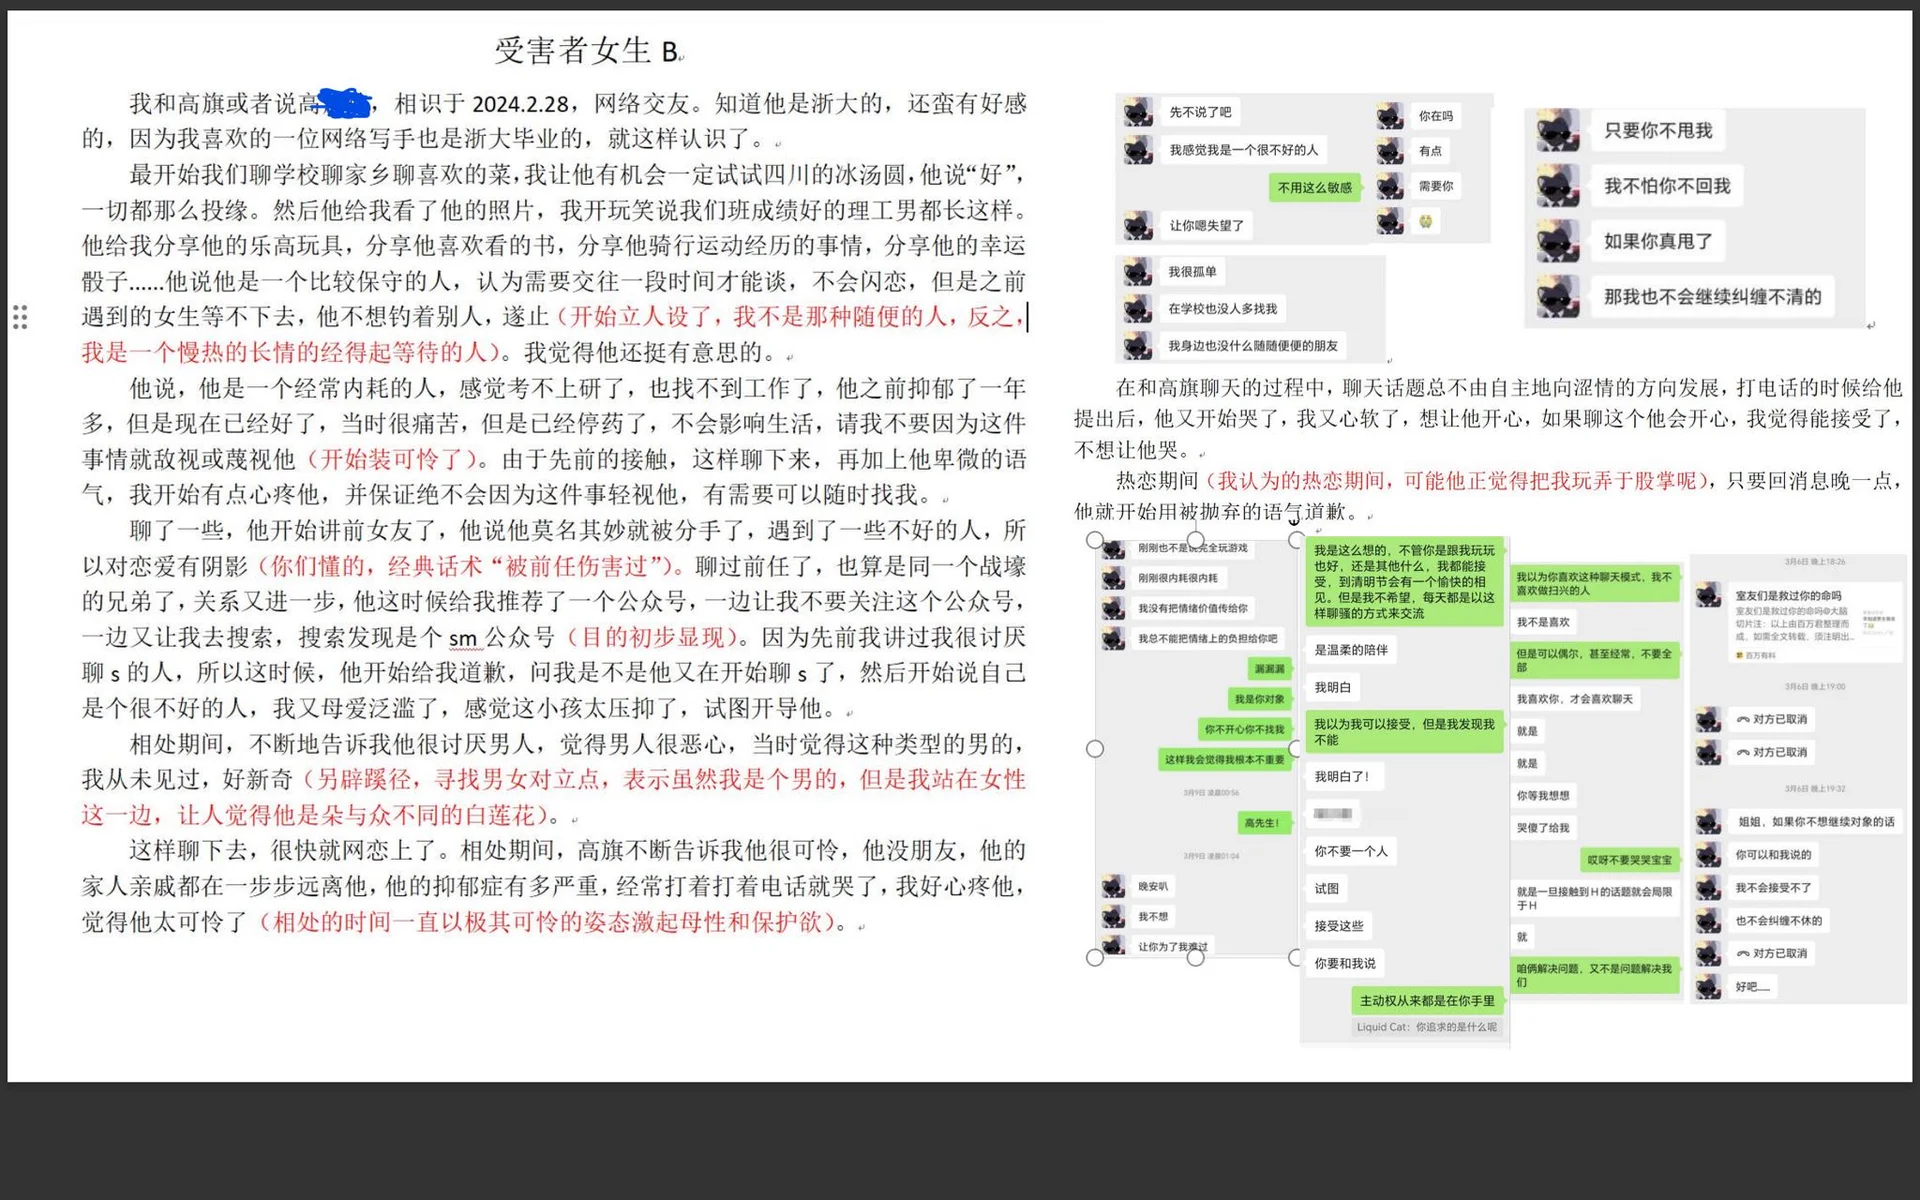 受害者女生 B
我和高旗或者说高，相识于 2024.2.28，网络交友。知道他是浙大的，还蛮有好感
的，因为我喜欢的一位网络写手也是浙大毕业的，就这样认识了。
最开始我们聊学校聊家乡聊喜欢的菜，我让他有机会一定试试四川的冰汤圆，他说“好”，
一切都那么投缘。然后他给我看了他的照片，我开玩笑说我们班成绩好的理工男都长这样。
他给我分享他的乐高玩具，分享他喜欢看的书，分享他骑行运动经历的事情，分享他的幸运
骰子......他说他是一个比较保守的人，认为需要交往一段时间才能谈，不会闪恋，但是之前
遇到的女生等不下去，他不想钓着别人，遂止（开始立人设了，我不是那种随便的人，反之，
我是一个慢热的长情的经得起等待的人）。我觉得他还挺有意思的。
他说，他是一个经常内耗的人，感觉考不上研了，也找不到工作了，他之前抑郁了一年
多，但是现在已经好了，当时很痛苦，但是已经停药了，不会影响生活，请我不要因为这件
事情就敌视或蔑视他（开始装可怜了）。由于先前的接触，这样聊下来，再加上他卑微的语
气，我开始有点心疼他，并保证绝不会因为这件事轻视他，有需要可以随时找我。
聊了一些，他开始讲前女友了，他说他莫名其妙就被分手了，遇到了一些不好的人，所
以对恋爱有阴影（你们懂的，经典话术“被前任伤害过”）。聊过前任了，也算是同一个战壕
的兄弟了，关系又进一步，他这时候给我推荐了一个公众号，一边让我不要关注这个公众号，
一边又让我去搜索，搜索发现是个 sm 公众号（目的初步显现）。因为先前我讲过我很讨厌
聊 s 的人，所以这时候，他开始给我道歉，问我是不是他又在开始聊 s 了，然后开始说自己
是个很不好的人，我又母爱泛滥了，感觉这小孩太压抑了，试图开导他。
相处期间，不断地告诉我他很讨厌男人，觉得男人很恶心，当时觉得这种类型的男的，
我从未见过，好新奇（另辟蹊径，寻找男女对立点，表示虽然我是个男的，但是我站在女性
这一边，让人觉得他是朵与众不同的白莲花）。
这样聊下去，很快就网恋上了。相处期间，高旗不断告诉我他很可怜，他没朋友，他的
家人亲戚都在一步步远离他，他的抑郁症有多严重，经常打着打着电话就哭了，我好心疼他，
觉得他太可怜了（相处的时间一直以极其可怜的姿态激起母性和保护欲）。
先不说了吧
我感觉我是一个很不好的人
不用这么敏感
让你嗯失望了
你在吗
有点
需要你
我很孤单
在学校也没人多找我
我身边也没什么随随便便的朋友
只要你不甩我
我不怕你不回我
如果你真甩了
那我也不会继续纠缠不清的
在和高旗聊天的过程中，聊天话题总不由自主地向涩情的方向发展，打电话的时候给他
提出后，他又开始哭了，我又心软了，想让他开心，如果聊这个他会开心，我觉得能接受了，
不想让他哭。
热恋期间（我认为的热恋期间，可能他正觉得把我玩弄于股掌呢），只要回消息晚一点，
他就开始用被抛弃的语气道歉。
刚刚也不是说完全玩游戏
刚刚很内耗很内耗
我没有把情绪价值传给你
我总不能把情绪上的负担给你吧
漏漏漏
我是你对象
你不开心你不找我
这样我会觉得我根本不重要
3月9日 凌晨00:56
高先生！
3月9日 凌晨01:04
晚安叭
我不想
让你为了我难过
我是这么想的，不管你是跟我玩玩
也好，还是其他什么，我都能接
受，到清明节会有一个愉快的相
见。但是我不希望，每天都是以这
样聊骚的方式来交流
是温柔的陪伴
我明白
我以为我可以接受，但是我发现我
不能
我明白了！
你不要一个人
试图
接受这些
你要和我说
主动权从来都是在你手里
Liquid Cat：你追求的是什么呢
我以为你喜欢这种聊天模式，我不
喜欢做扫兴的人
我不是喜欢
但是可以偶尔，甚至经常，不要全
部
我喜欢你，才会喜欢聊天
就是
就是
你等我想想
哭傻了给我
哎呀不要哭哭宝宝
就是一旦接触到 H 的话题就会局限
于 H
就
咱俩解决问题，又不是问题解决我
们
3月6日 晚上18:26
室友们是救过你的命吗
室友们是救过你的命吗@大脑
切片注：以上由百万君整理而
成，如需全文转载，须注明出...
百万有料
3月6日 晚上19:00
对方已取消
对方已取消
3月6日 晚上19:32
姐姐，如果你不想继续对象的话
你可以和我说的
我不会接受不了
也不会纠缠不休的
对方已取消
好吧......